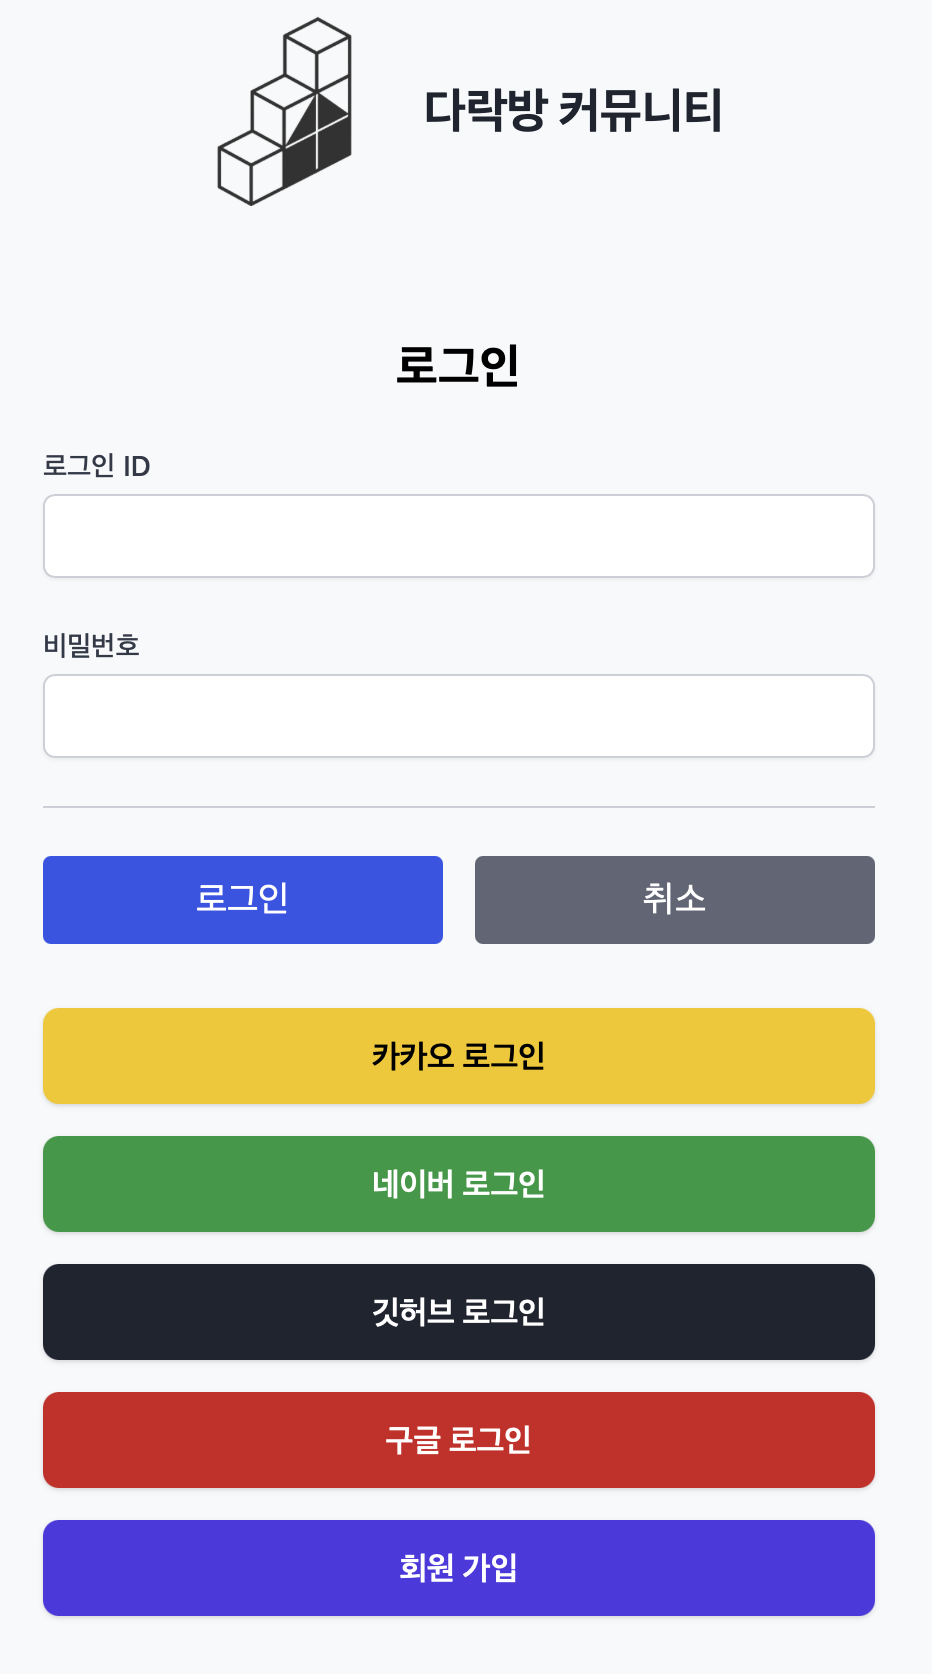 다락방 커뮤니티
로그인
로그인 ID
비밀번호
로그인
취소
카카오 로그인
네이버 로그인
깃허브 로그인
구글 로그인
회원 가입